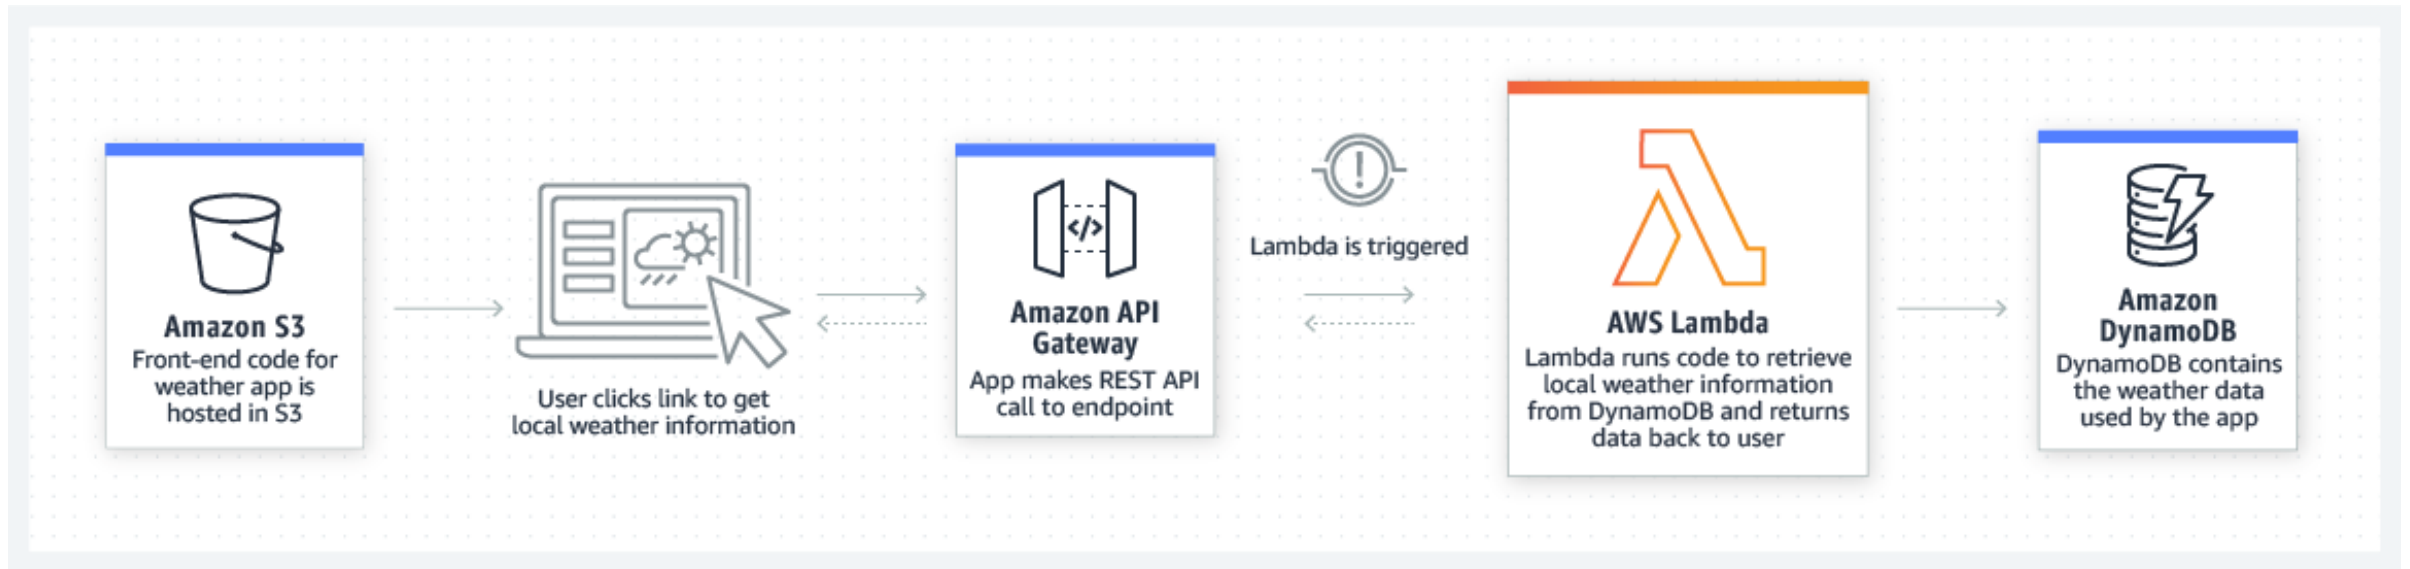 Amazon S3
Front-end code for
weather app is
hosted in S3
User clicks link to get
local weather information
</>
Amazon API
Gateway
App makes REST API
call to endpoint
!
Lambda is triggered
AWS Lambda
Lambda runs code to retrieve
local weather information
from DynamoDB and returns
data back to user
Amazon
DynamoDB
DynamoDB contains
the weather data
used by the app